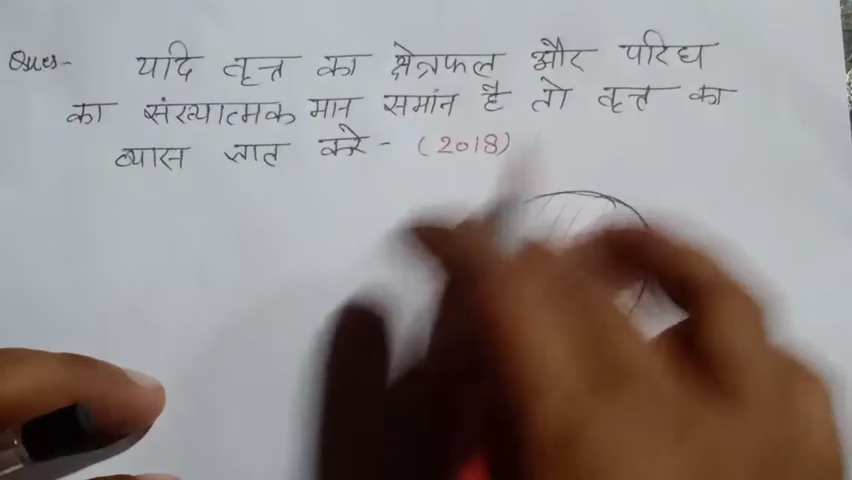 Ques- यदि वृत्त का क्षेत्रफल और परिघ
का संख्यात्मक मान समांन है तो वृत्त का
व्यास ज्ञात करे - (2018)